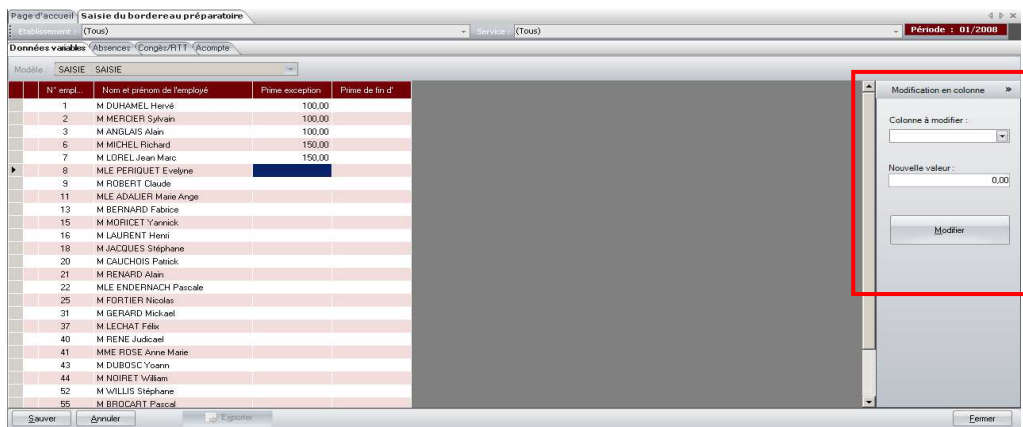 Page d'accueil Saisie du bordereau préparatoire
Etablissement : (Tous) Service : (Tous) Période : 01/2008
Données variables Absences Congés/RTT Acompte
Modèle : SAISIE SAISIE
N° empl... Nom et prénom de l'employé Prime exception Prime de fin d'
1 M DUHAMEL Hervé 100,00
2 M MERCIER Sylvain 100,00
3 M ANGLAIS Alain 100,00
6 M MICHEL Richard 150,00
7 M LOREL Jean Marc 150,00
8 MLE PERIQUET Evelyne
9 M ROBERT Claude
11 MLE ADALIER Marie Ange
13 M BERNARD Fabrice
15 M MORICET Yannick
16 M LAURENT Henri
18 M JACQUES Stéphane
20 M CAUCHOIS Patrick
21 M RENARD Alain
22 MLE ENDERNACH Pascale
25 M FORTIER Nicolas
31 M GERARD Mickael
37 M LECHAT Félix
40 M RENE Judicael
41 MME ROSE Anne Marie
43 M DUBOSC Yoann
44 M NOIRET William
52 M WILLIS Stéphane
55 M BROCART Pascal
Modification en colonne »
Colonne à modifier :
Nouvelle valeur :
0,00
Modifier
Sauver Annuler Exporter Fermer